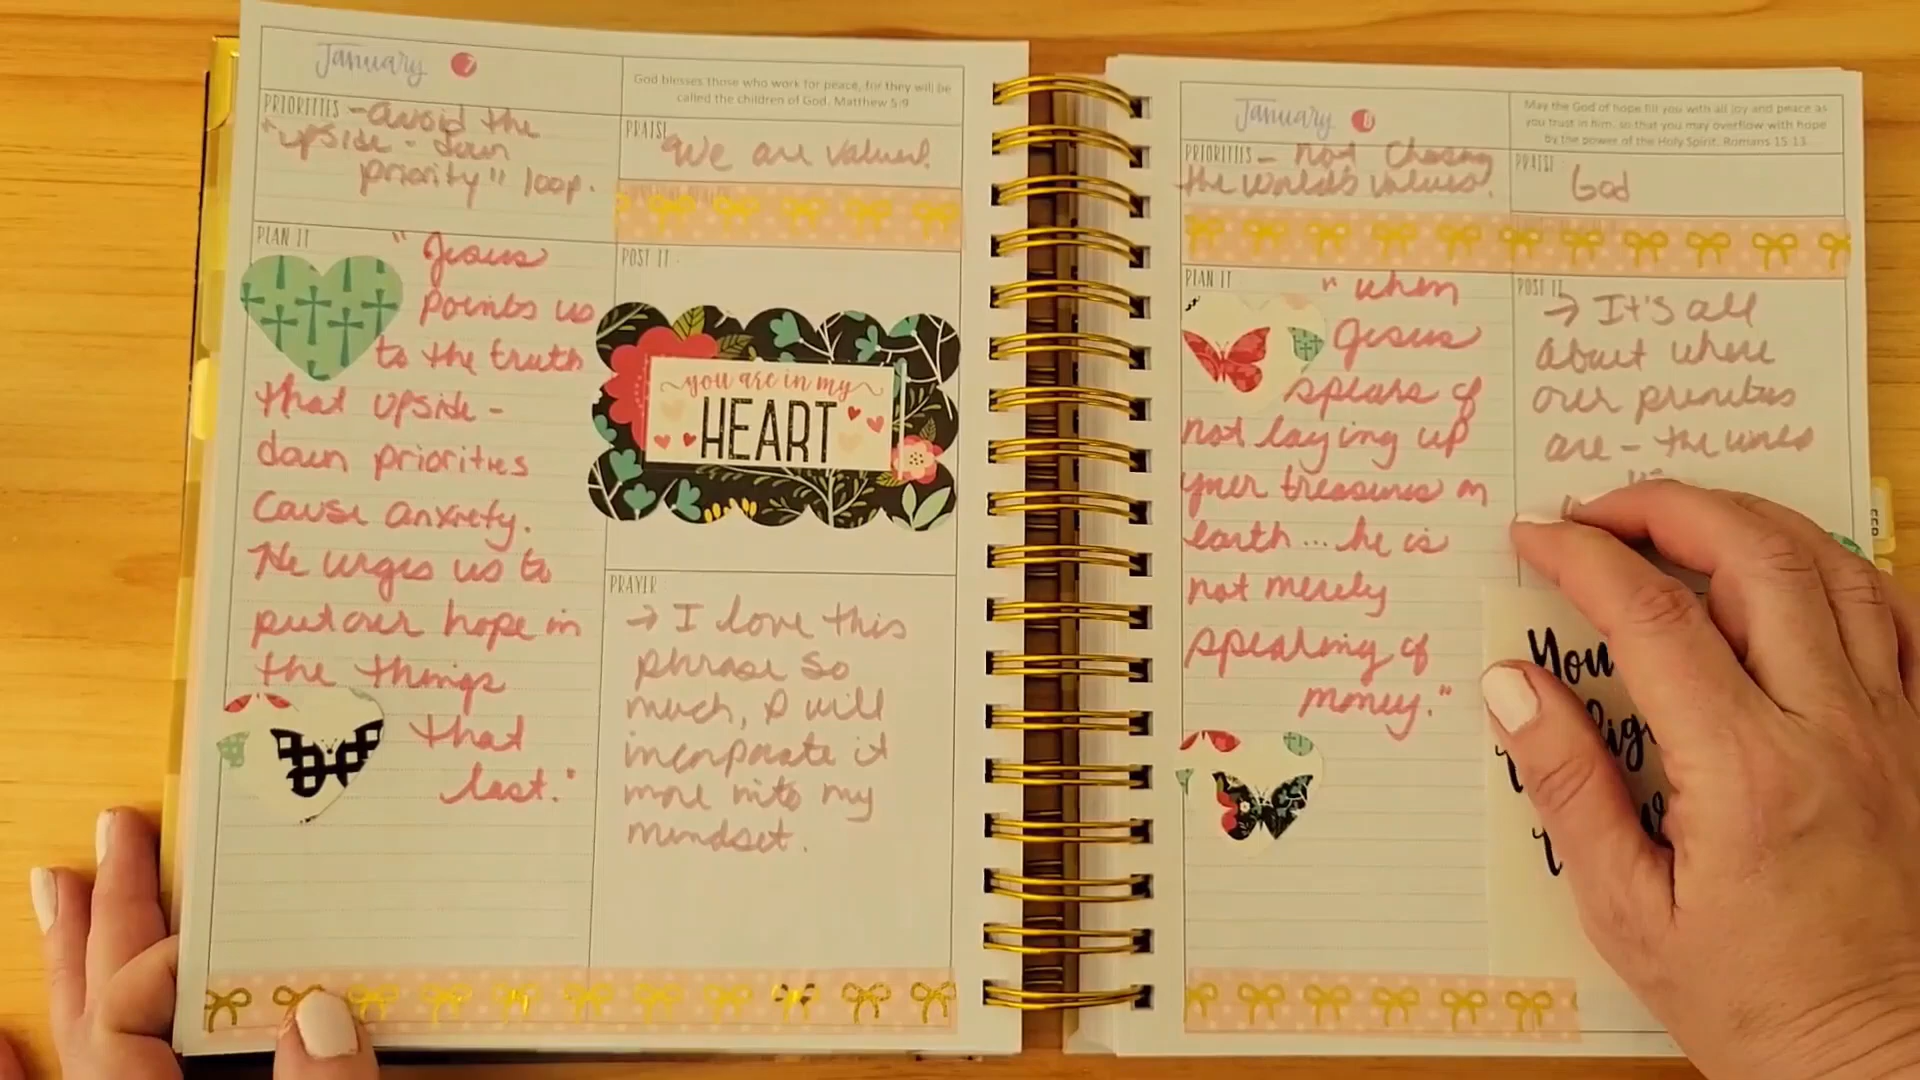 January 7
God blesses those who work for peace, for they will be
called the children of God. Matthew 5:9
PRIORITIES - avoid the
"upside-down
priority" loop.
PRAISE
We are valued.
PLAN IT
"Jesus
points us
to the truth
that upside-
down priorities
cause anxiety.
He urges us to
put our hope in
the things
that
last."
POST IT
you are in my
HEART
PRAYER
→ I love this
phrase so
much, I will
incorporate it
more into my
mindset.
January 8
May the God of hope fill you with all joy and peace as
you trust in him, so that you may overflow with hope
by the power of the Holy Spirit. Romans 15:13
PRIORITIES - not chasing
the world's values.
PRAISE
God
PLAN IT
"when
Jesus
speaks of
not laying up
your treasures on
earth... he is
not merely
speaking of
money."
POST IT
→ It's all
about where
our priorities
are - the world
You
FEB